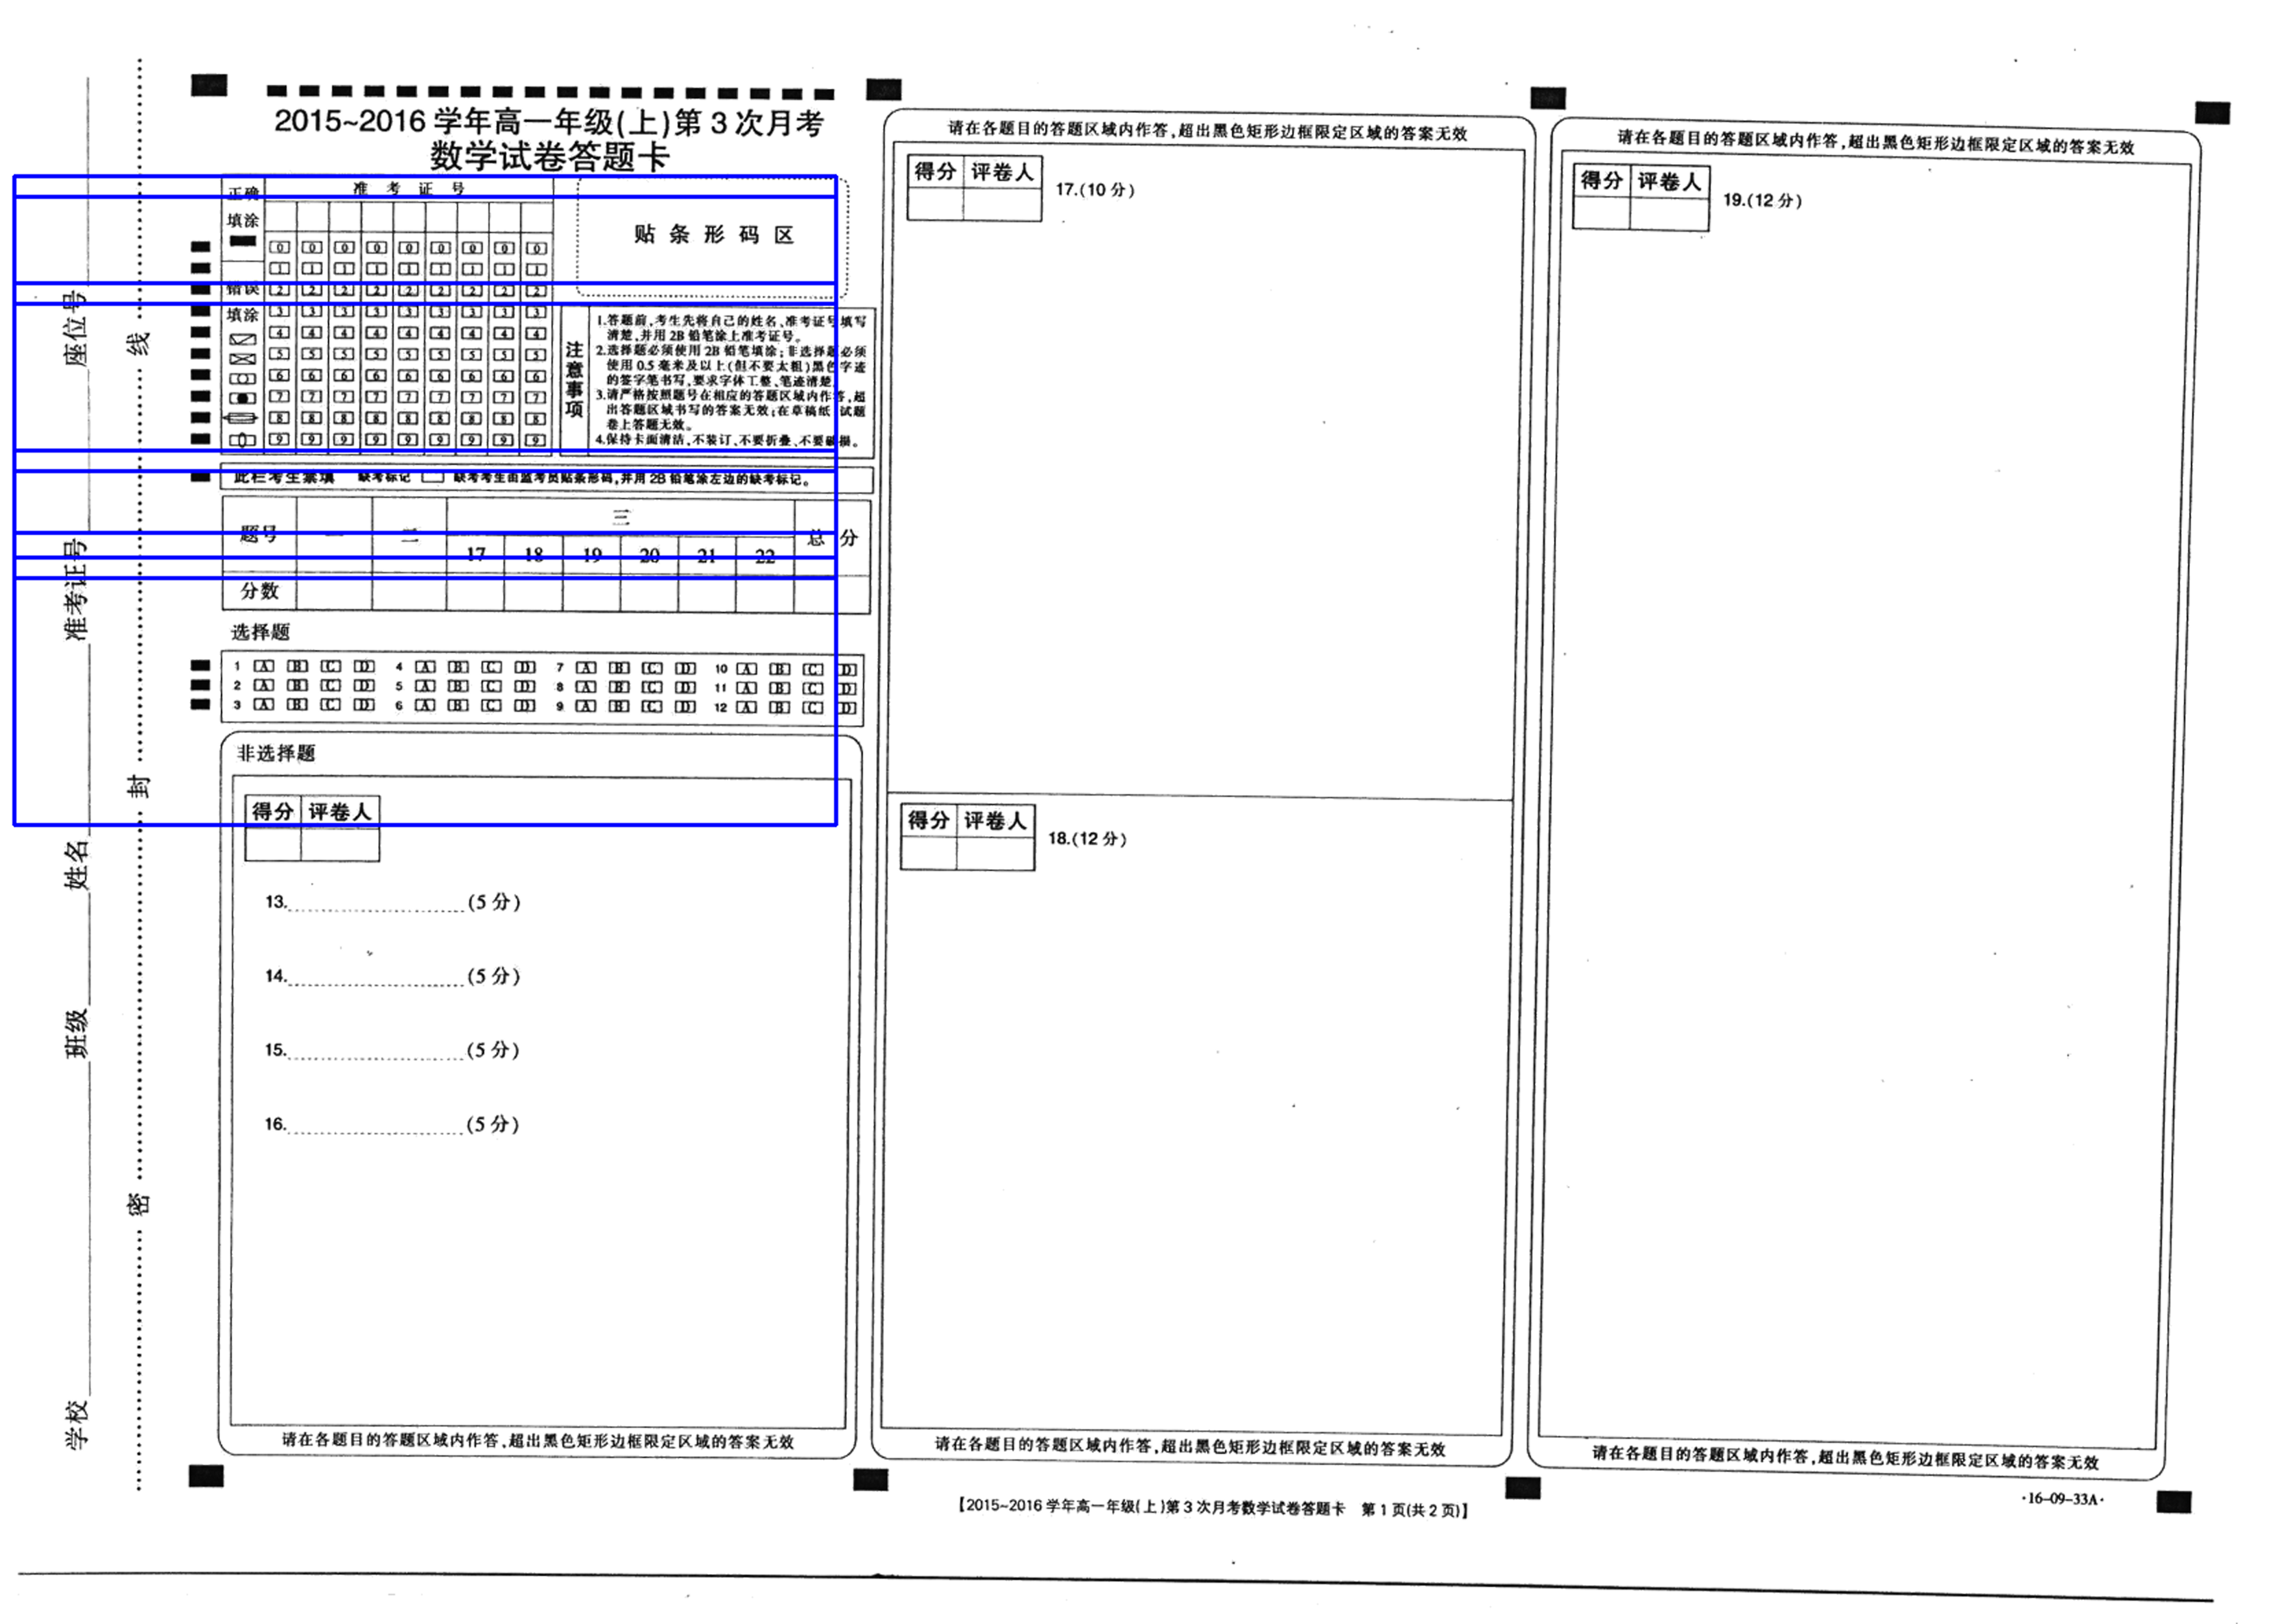 座位号
准考证号
姓名
班级
学校
线
封
密
2015~2016 学年高一年级(上)第 3 次月考
数学试卷答题卡
正确
填涂
准 考 证 号
0 0 0 0 0 0 0 0 0
1 1 1 1 1 1 1 1 1
错误
2 2 2 2 2 2 2 2 2
填涂
3 3 3 3 3 3 3 3 3
4 4 4 4 4 4 4 4 4
5 5 5 5 5 5 5 5 5
6 6 6 6 6 6 6 6 6
7 7 7 7 7 7 7 7 7
8 8 8 8 8 8 8 8 8
9 9 9 9 9 9 9 9 9
贴 条 形 码 区
注意事项
1.答题前,考生先将自己的姓名、准考证号填写
清楚,并用 2B 铅笔涂上准考证号。
2.选择题必须使用 2B 铅笔填涂;非选择题必须
使用 0.5 毫米及以上(但不要太粗)黑色字迹
的签字笔书写,要求字体工整、笔迹清楚。
3.请严格按照题号在相应的答题区域内作答,超
出答题区域书写的答案无效;在草稿纸、试题
卷上答题无效。
4.保持卡面清洁,不装订、不要折叠、不要破损。
此栏考生禁填 缺考标记 缺考考生由监考员贴条形码,并用 2B 铅笔涂左边的缺考标记。
题号 一 二 三 总 分
17 18 19 20 21 22
分数
选择题
1 A B C D 4 A B C D 7 A B C D 10 A B C D
2 A B C D 5 A B C D 8 A B C D 11 A B C D
3 A B C D 6 A B C D 9 A B C D 12 A B C D
非选择题
得分 评卷人
13. (5 分)
14. (5 分)
15. (5 分)
16. (5 分)
请在各题目的答题区域内作答,超出黑色矩形边框限定区域的答案无效
请在各题目的答题区域内作答,超出黑色矩形边框限定区域的答案无效
得分 评卷人
17.(10 分)
得分 评卷人
18.(12 分)
请在各题目的答题区域内作答,超出黑色矩形边框限定区域的答案无效
请在各题目的答题区域内作答,超出黑色矩形边框限定区域的答案无效
得分 评卷人
19.(12 分)
请在各题目的答题区域内作答,超出黑色矩形边框限定区域的答案无效
【2015~2016 学年高一年级(上)第 3 次月考数学试卷答题卡 第 1 页(共 2 页)】
·16-09-33A·